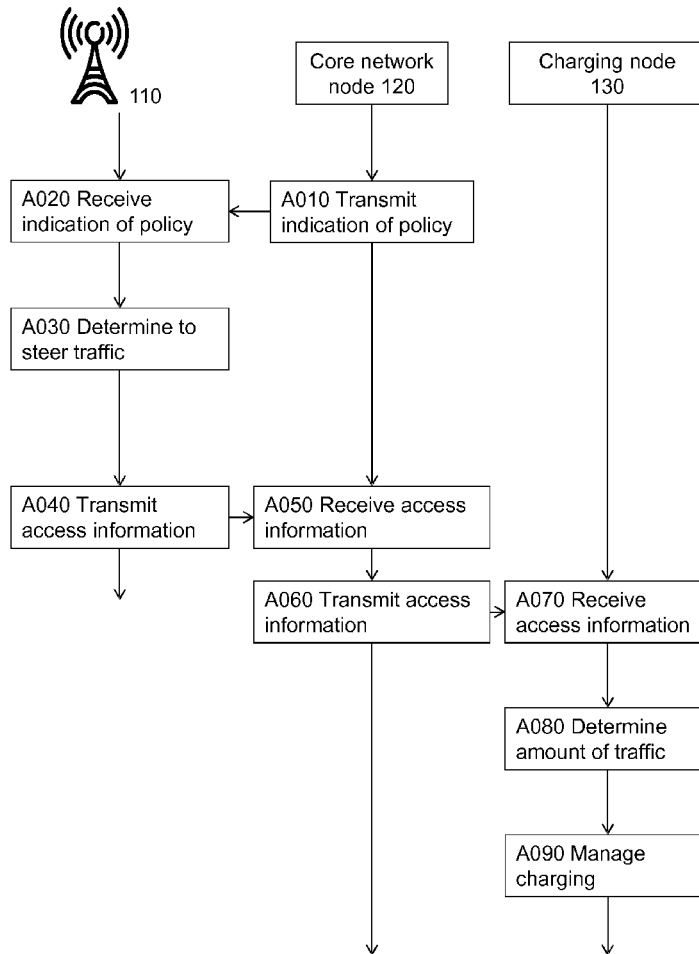 110
Core network
node 120
Charging node
130
A020 Receive
indication of policy
A010 Transmit
indication of policy
A030 Determine to
steer traffic
A040 Transmit
access information
A050 Receive access
information
A060 Transmit access
information
A070 Receive
access information
A080 Determine
amount of traffic
A090 Manage
charging